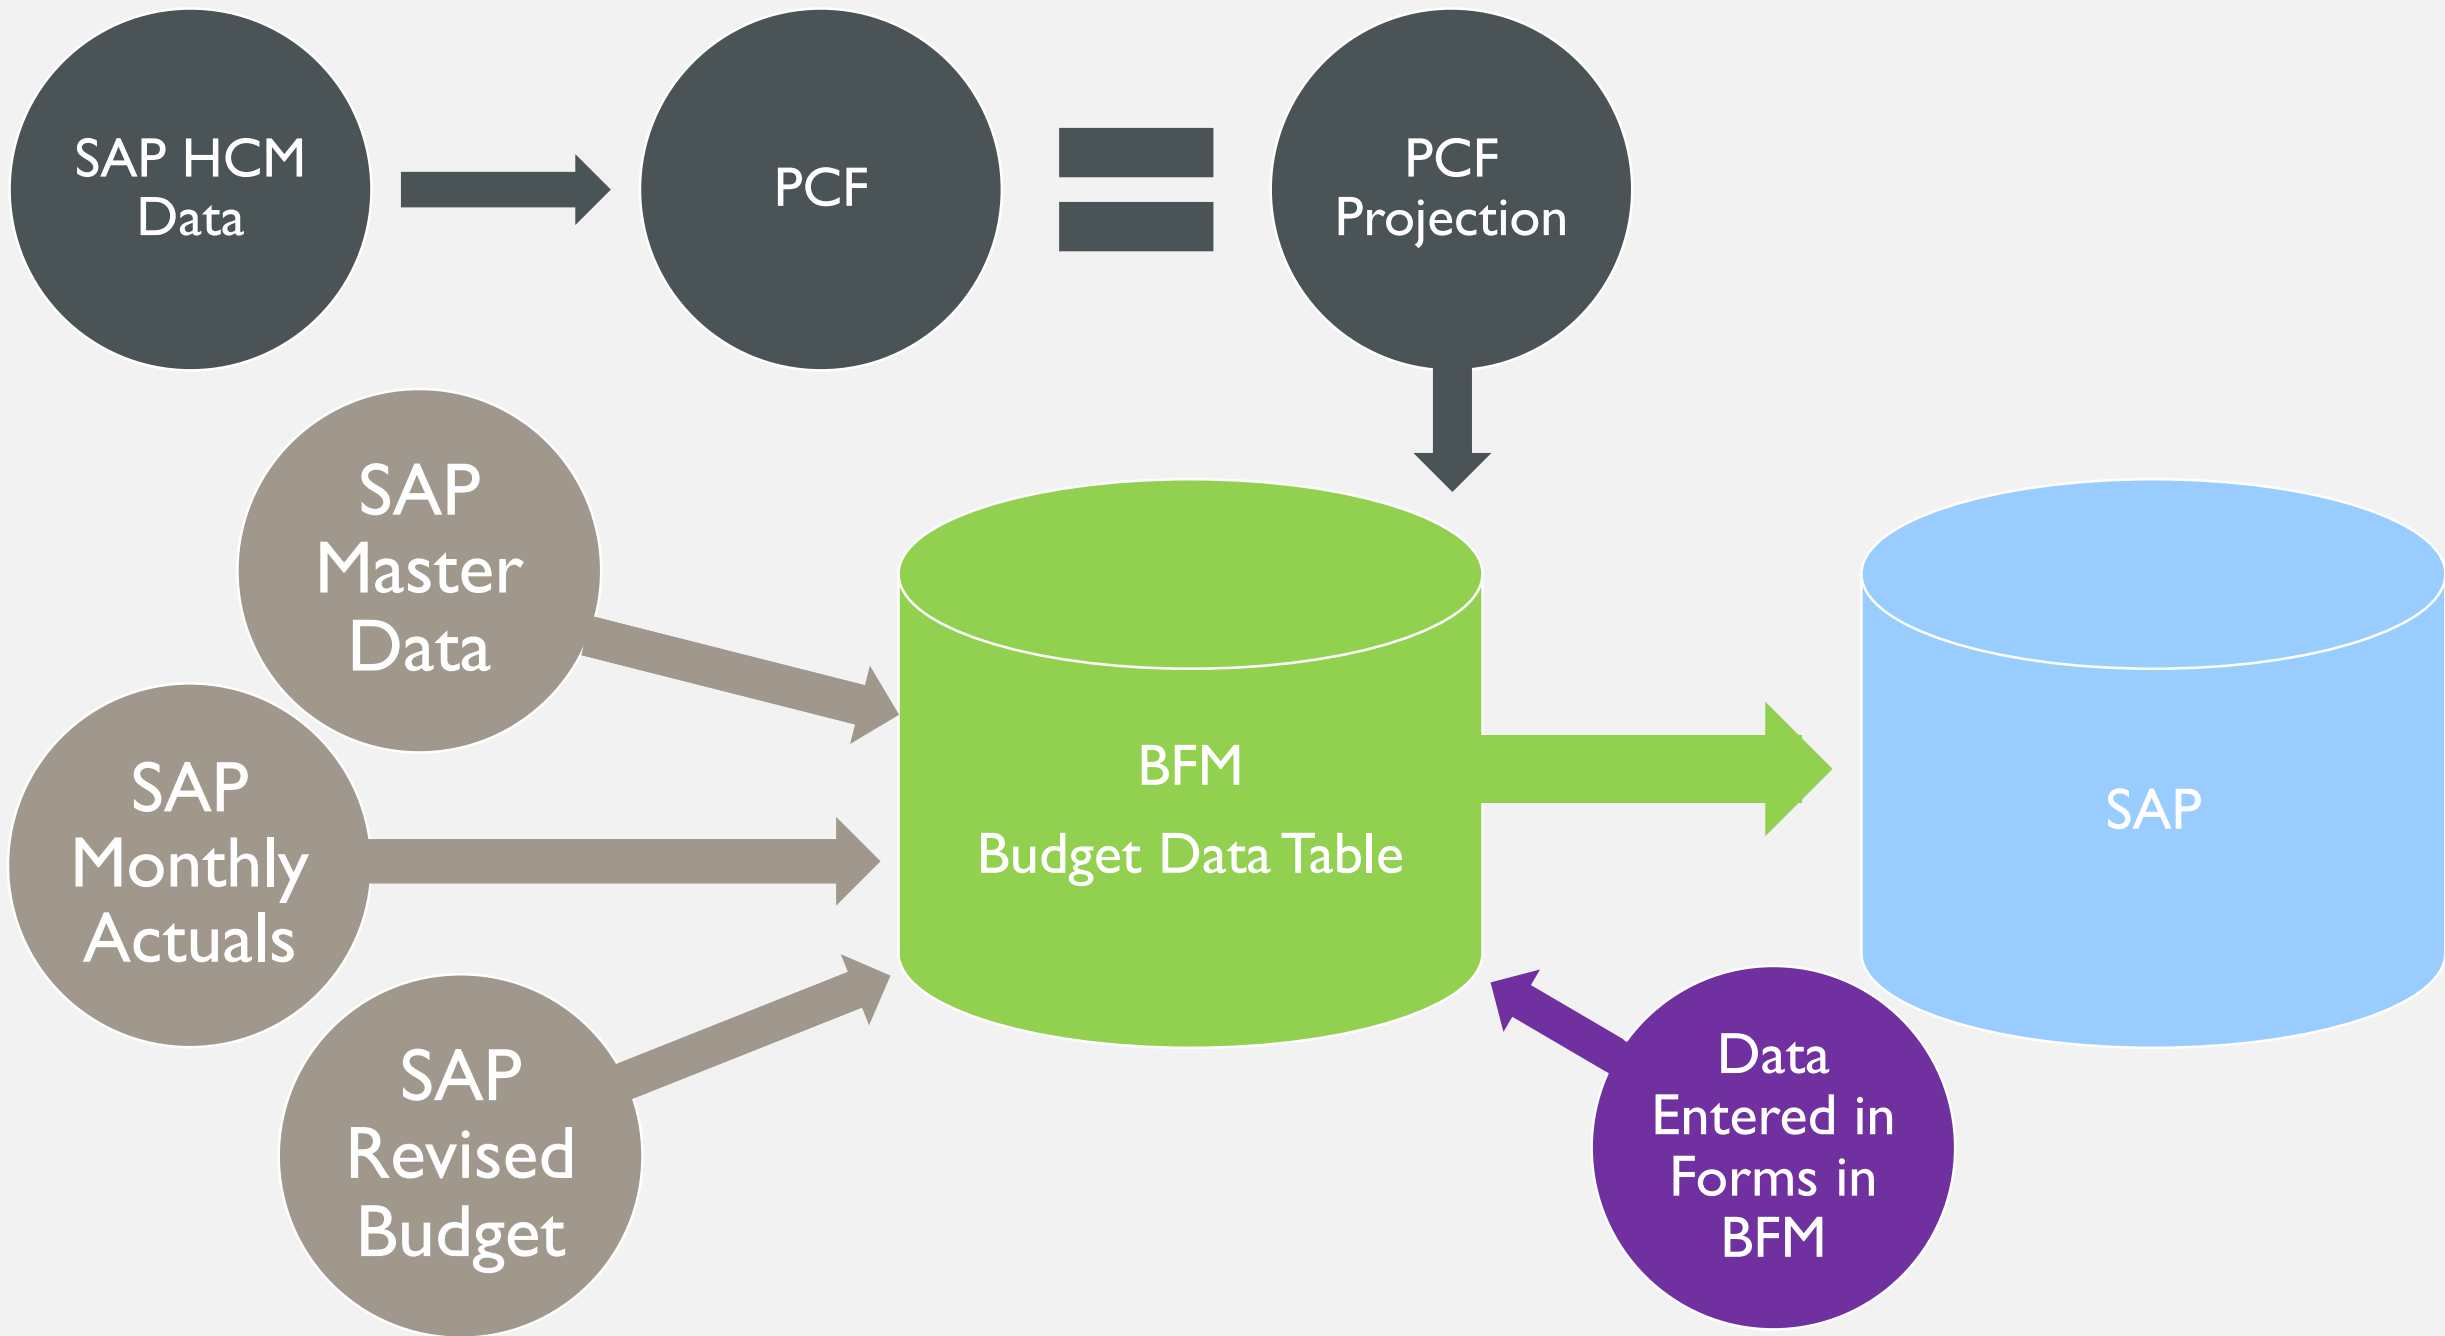 SAP HCM
Data
PCF
PCF
Projection
SAP
Master
Data
SAP
Monthly
Actuals
SAP
Revised
Budget
BFM
Budget Data Table
SAP
Data
Entered in
Forms in
BFM